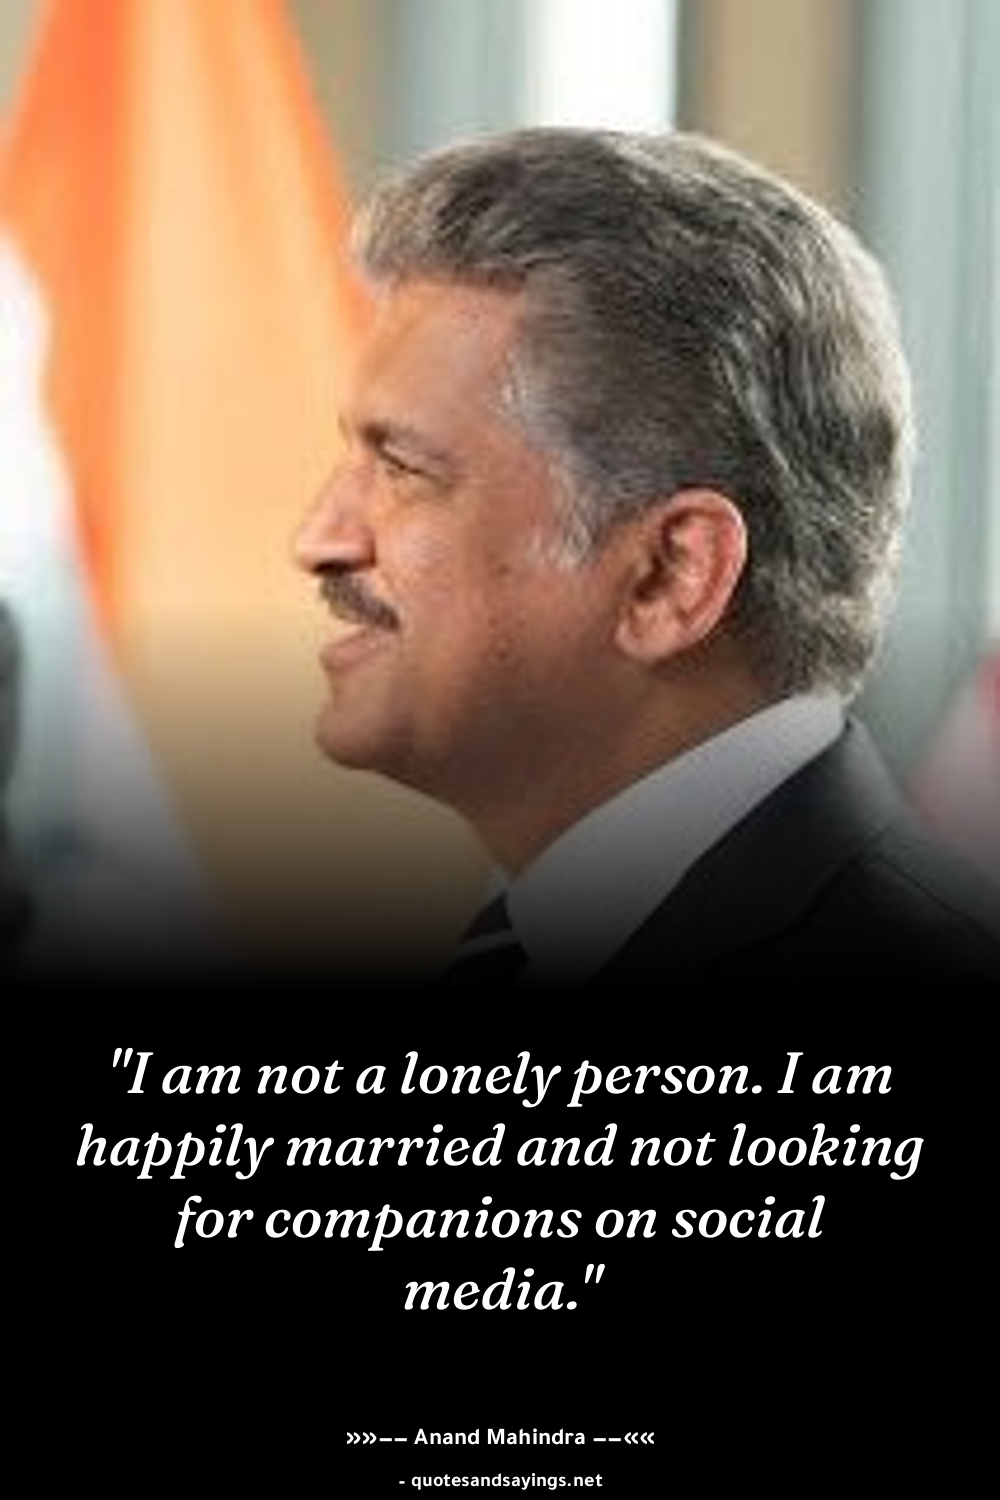 "I am not a lonely person. I am
happily married and not looking
for companions on social
media."
»»–– Anand Mahindra ––««
- quotesandsayings.net